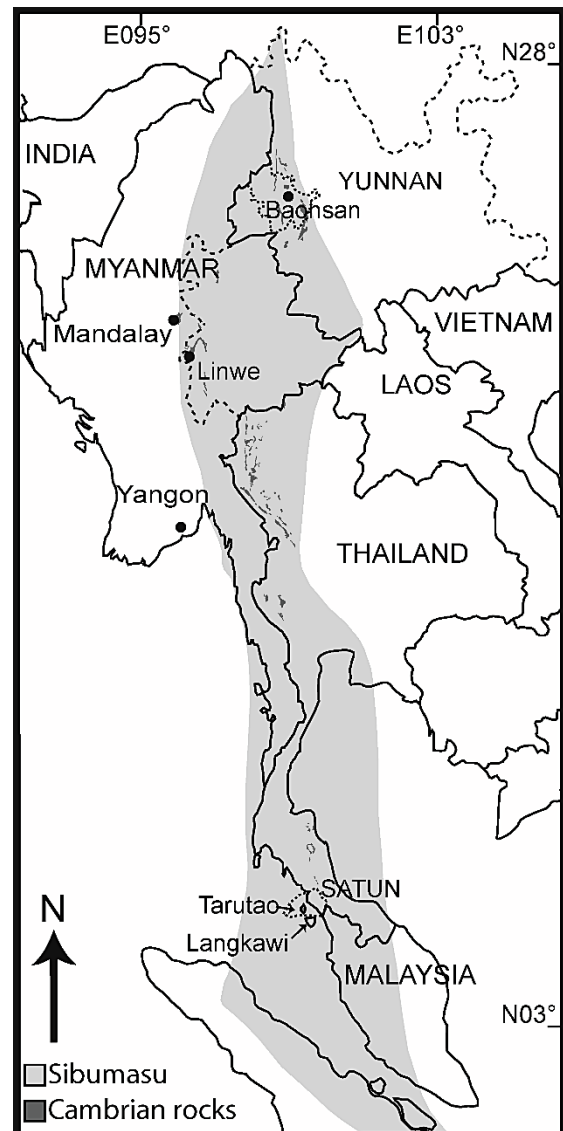 E095° E103°
N28°
INDIA
YUNNAN
Baohsan
MYANMAR
VIETNAM
Mandalay
Linwe
LAOS
Yangon
THAILAND
SATUN
Tarutao
Langkawi
N
MALAYSIA
N03°
Sibumasu
Cambrian rocks